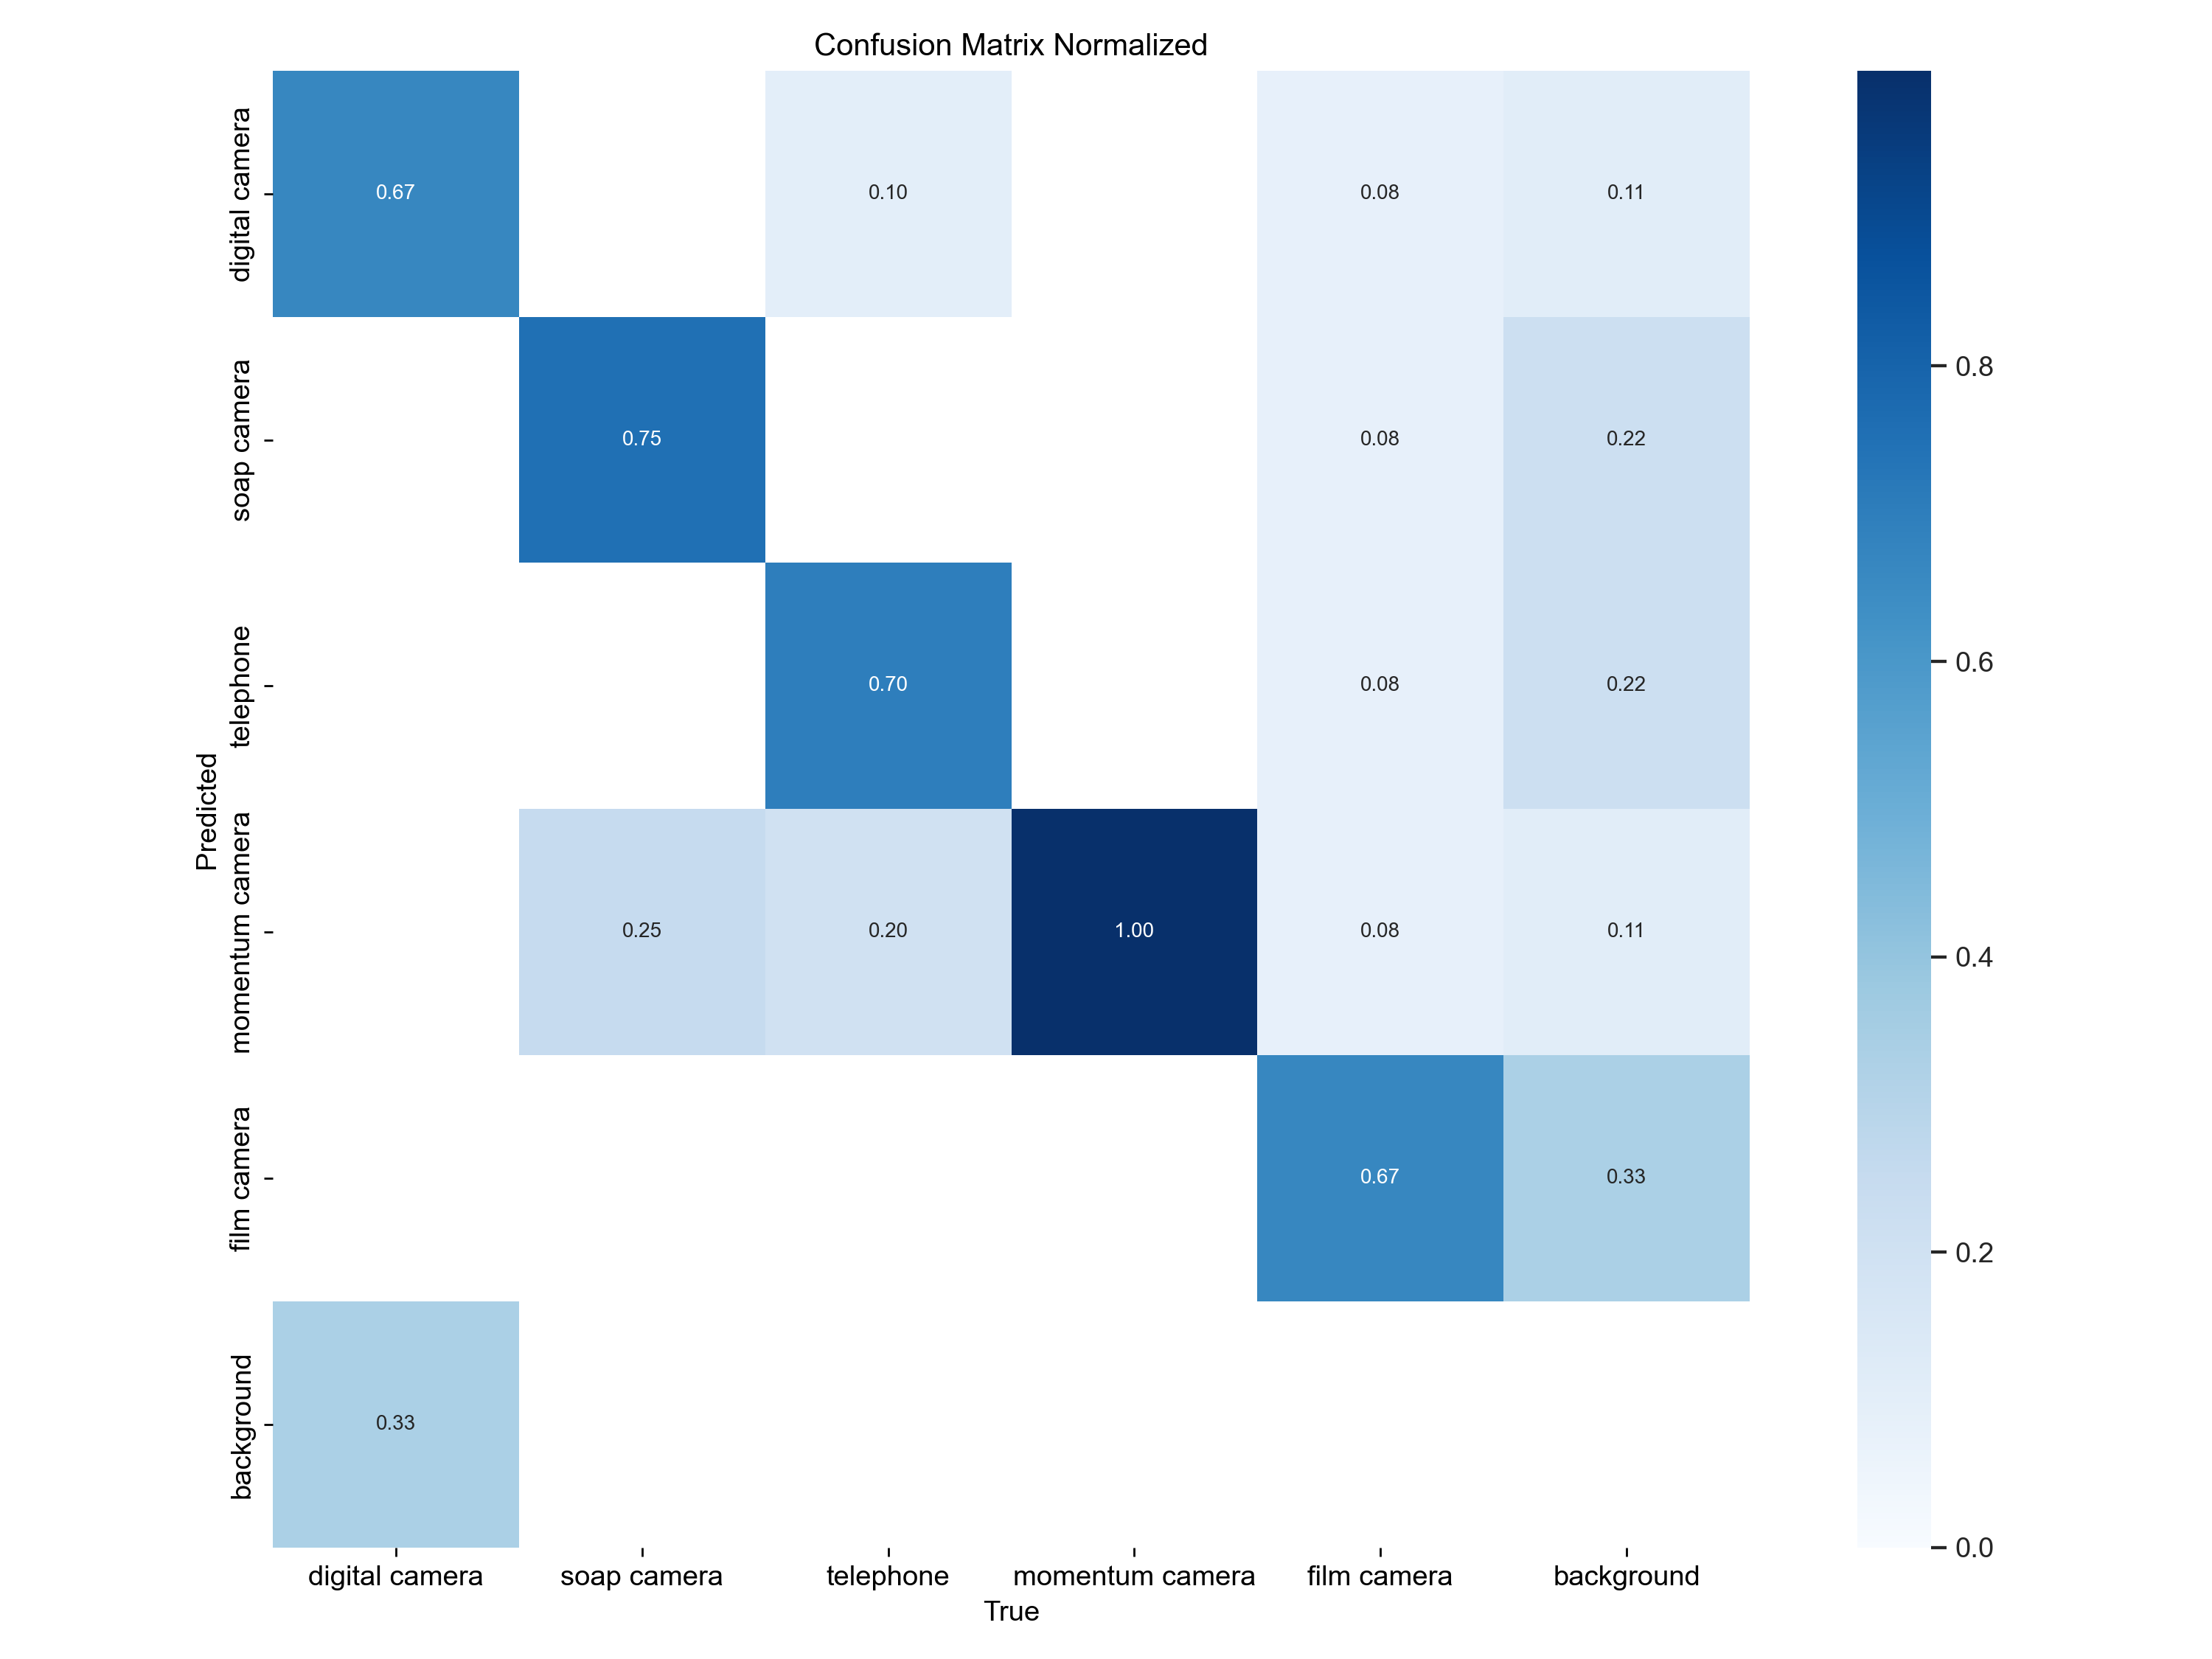 Confusion Matrix Normalized
digital camera
0.67
0.10
0.08
0.11
soap camera
0.75
0.08
0.22
telephone
0.70
0.08
0.22
momentum camera
0.25
0.20
1.00
0.08
0.11
film camera
0.67
0.33
background
0.33
Predicted
digital camera
soap camera
telephone
momentum camera
film camera
background
True
0.8
0.6
0.4
0.2
0.0